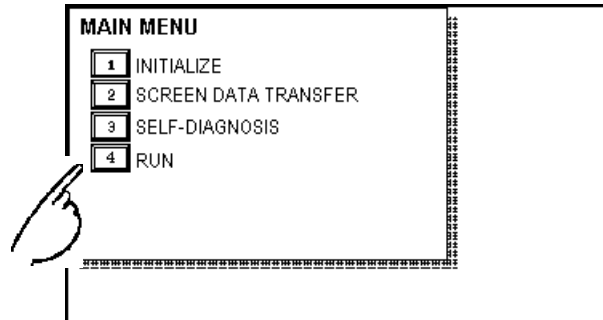 MAIN MENU
1 INITIALIZE
2 SCREEN DATA TRANSFER
3 SELF-DIAGNOSIS
4 RUN